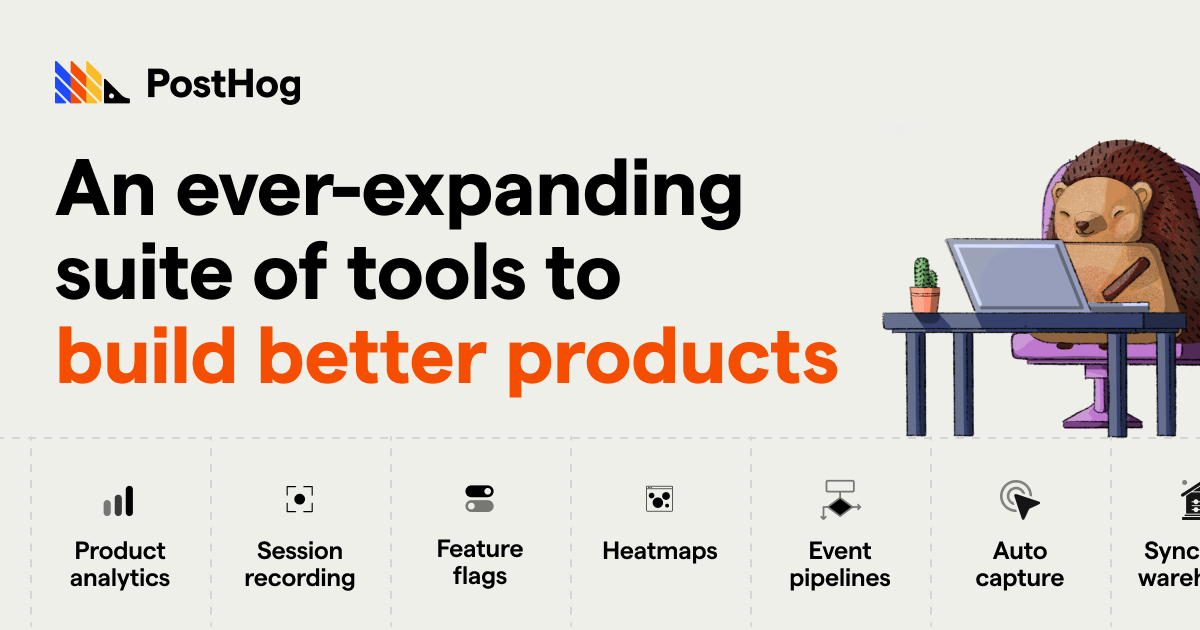 PostHog
An ever-expanding
suite of tools to
build better products
Product
analytics
Session
recording
Feature
flags
Heatmaps
Event
pipelines
Auto
capture
Sync